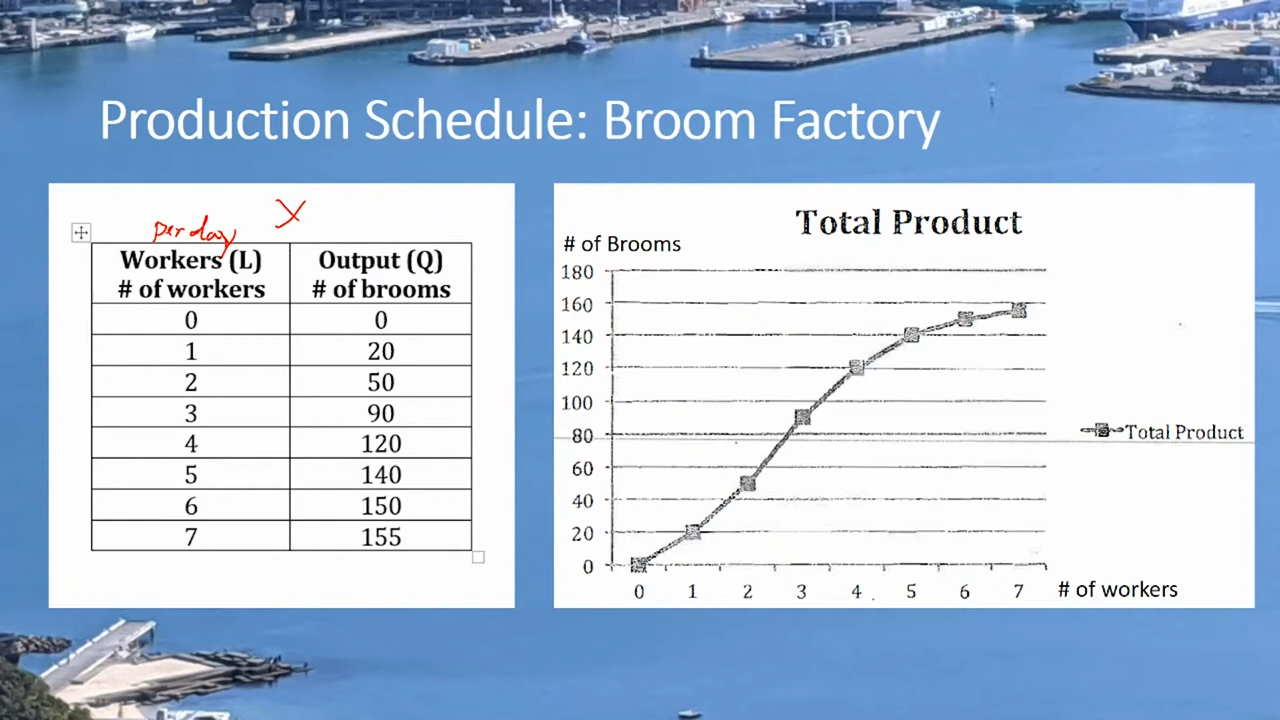 Production Schedule: Broom Factory
per day
Workers (L) Output (Q)
# of workers # of brooms
0 0
1 20
2 50
3 90
4 120
5 140
6 150
7 155
Total Product
# of Brooms
180
160
140
120
100
80
60
40
20
0
0 1 2 3 4 5 6 7
# of workers
Total Product